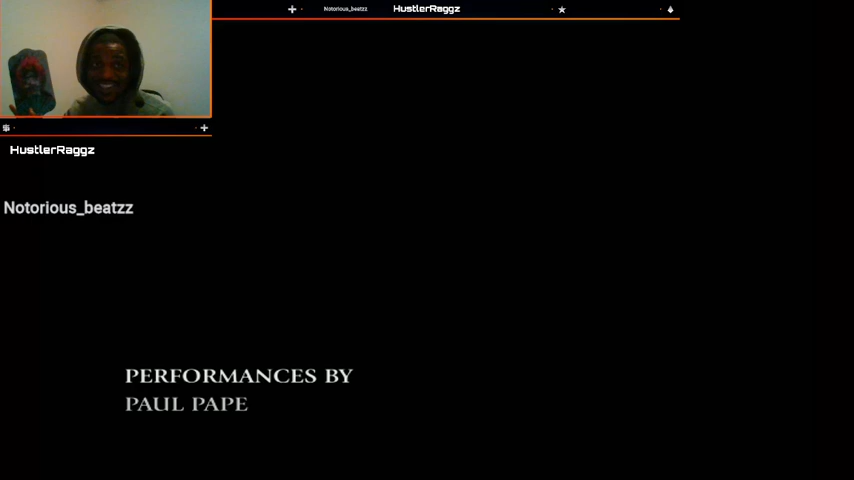 Notorious_beatzz HustlerRaggz
HustlerRaggz
Notorious_beatzz
PERFORMANCES BY
PAUL PAPE